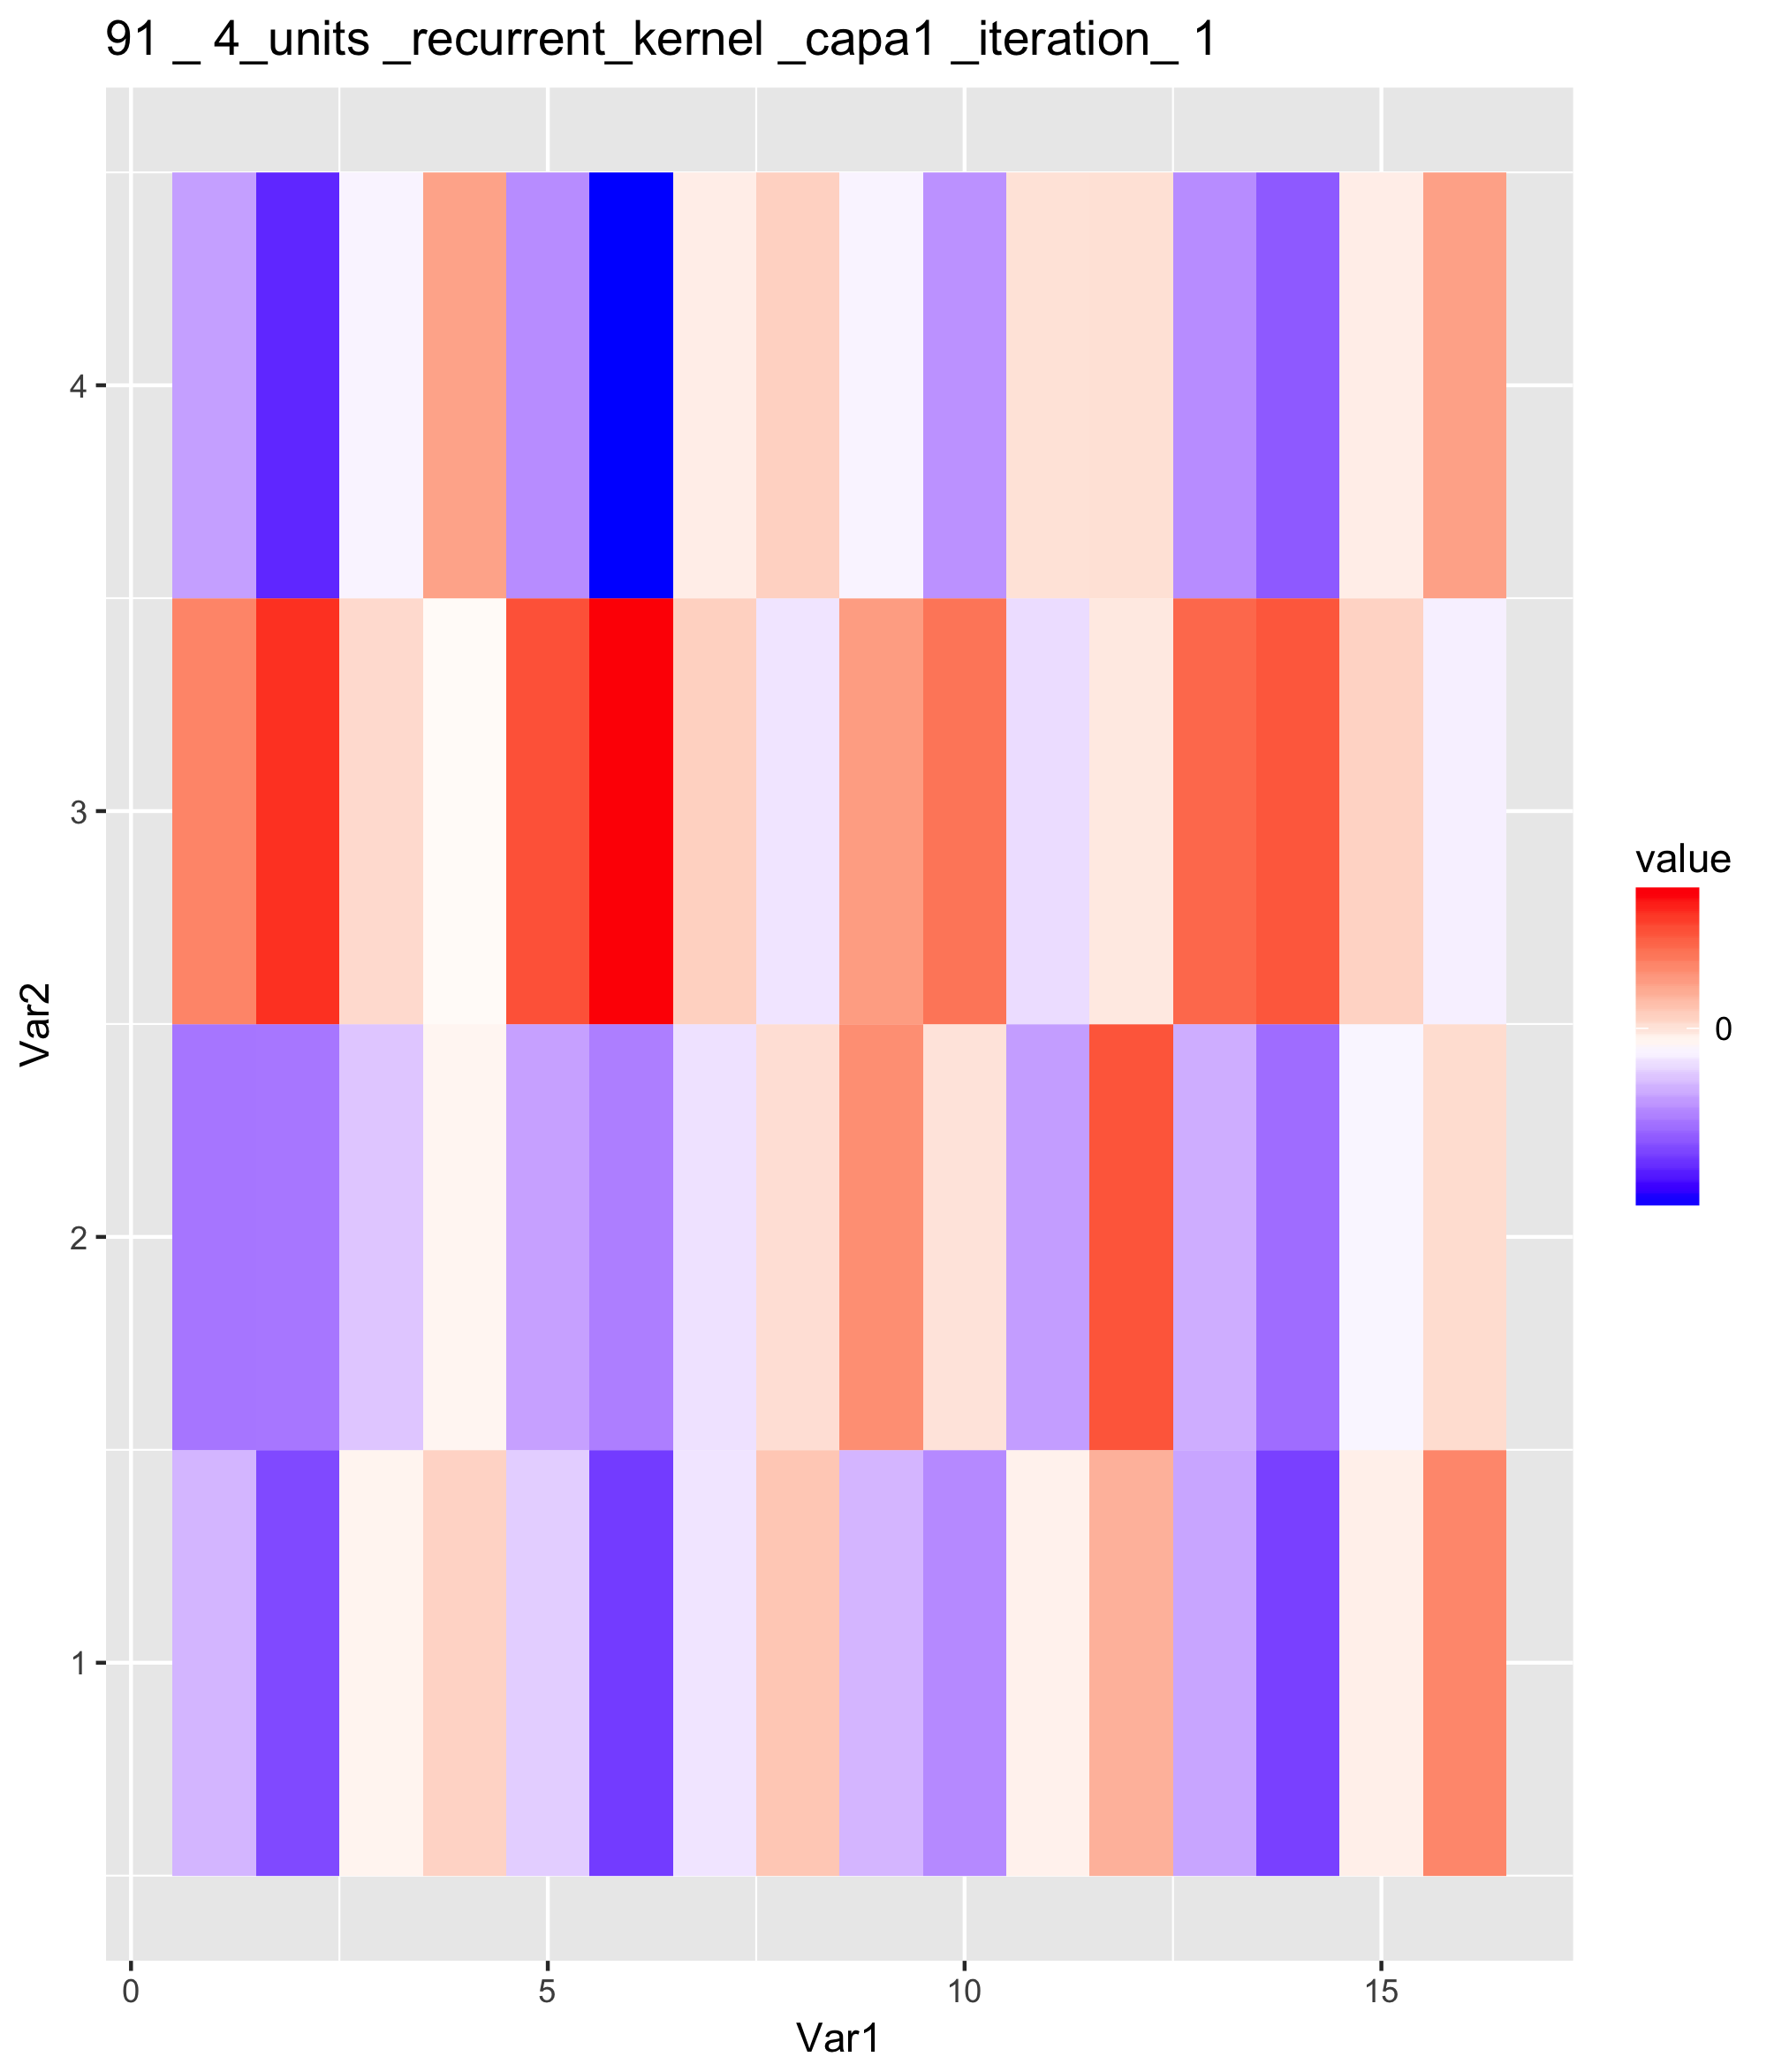 91 _ 4_units _recurrent_kernel _capa1 _iteration_ 1
4
3
2
1
Var2
0
5
10
15
Var1
value
0